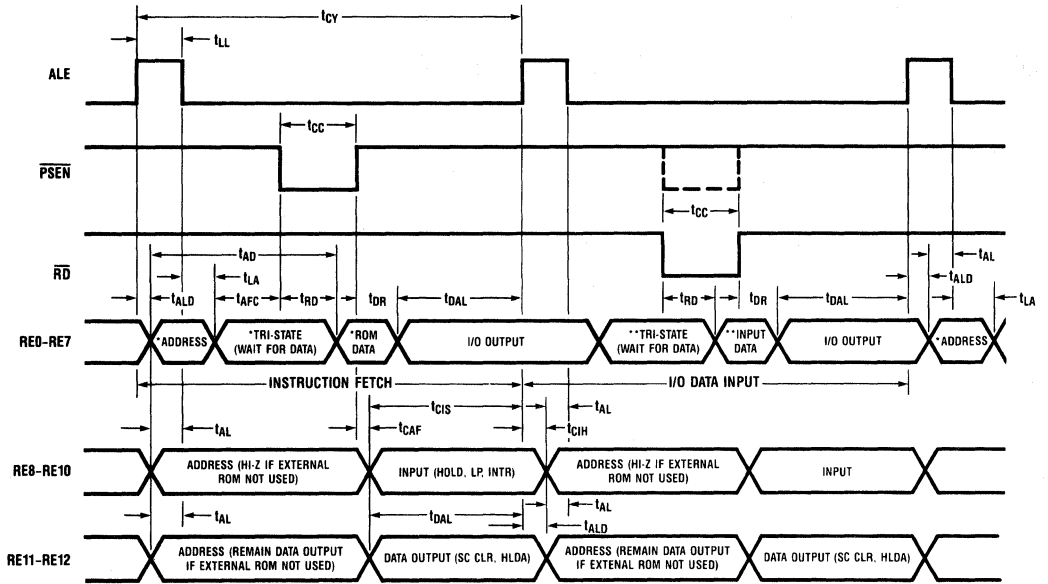 tCY
tLL
ALE
tCC
PSEN
tCC
RD
tAD
tLA
tALD
tAFC
tRD
tDR
tDAL
tRD
tDR
tDAL
tAL
tALD
tLA
RE0-RE7
*ADDRESS
*TRI-STATE
(WAIT FOR DATA)
*ROM
DATA
I/O OUTPUT
**TRI-STATE
(WAIT FOR DATA)
**INPUT
DATA
I/O OUTPUT
*ADDRESS
INSTRUCTION FETCH
I/O DATA INPUT
tAL
tCIS
tCAF
tAL
tCIH
RE8-RE10
ADDRESS (HI-Z IF EXTERNAL
ROM NOT USED)
INPUT (HOLD, LP, INTR)
ADDRESS (HI-Z IF EXTERNAL
ROM NOT USED)
INPUT
tAL
tDAL
tAL
tALD
RE11-RE12
ADDRESS (REMAIN DATA OUTPUT
IF EXTERNAL ROM NOT USED)
DATA OUTPUT (SC CLR, HLDA)
ADDRESS (REMAIN DATA OUTPUT
IF EXTENAL ROM NOT USED)
DATA OUTPUT (SC CLR, HLDA)